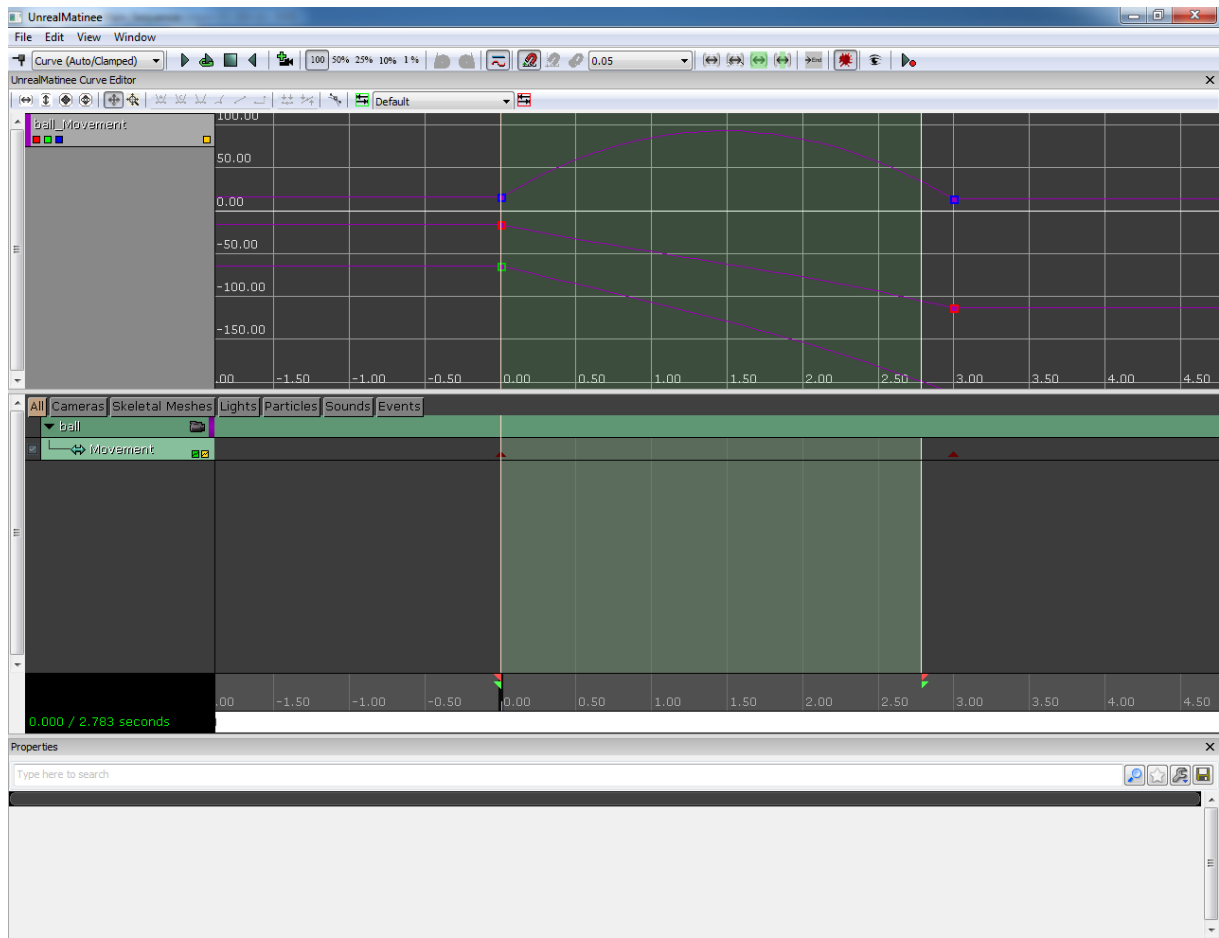 UnrealMatinee
File Edit View Window
Curve (Auto/Clamped) 100 50% 25% 10% 1% 0.05 End
UnrealMatinee Curve Editor
Default
ball_Movement
100.00
50.00
0.00
-50.00
-100.00
-150.00
.00 -1.50 -1.00 -0.50 0.00 0.50 1.00 1.50 2.00 2.50 3.00 3.50 4.00 4.50
All Cameras Skeletal Meshes Lights Particles Sounds Events
ball
Movement
.00 -1.50 -1.00 -0.50 0.00 0.50 1.00 1.50 2.00 2.50 3.00 3.50 4.00 4.50
0.000 / 2.783 seconds
Properties
Type here to search